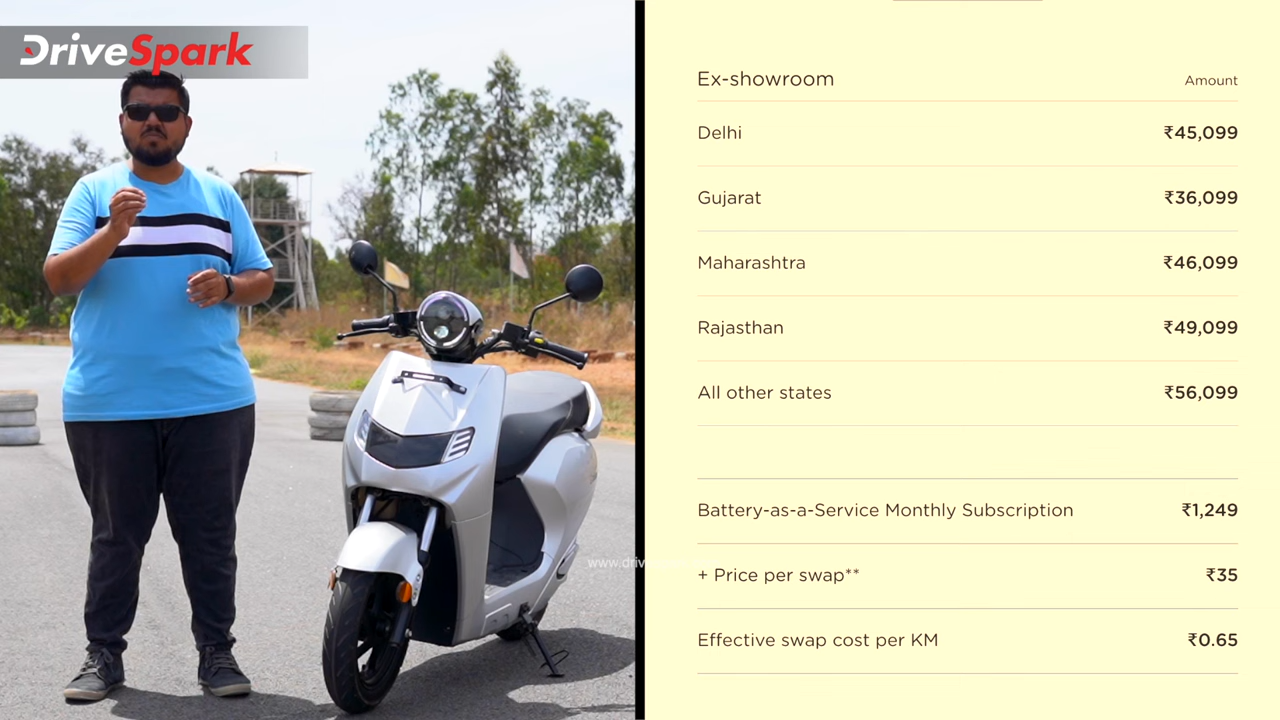 DriveSpark
Ex-showroom Amount
Delhi ₹45,099
Gujarat ₹36,099
Maharashtra ₹46,099
Rajasthan ₹49,099
All other states ₹56,099
Battery-as-a-Service Monthly Subscription ₹1,249
www.driv
+ Price per swap** ₹35
Effective swap cost per KM ₹0.65